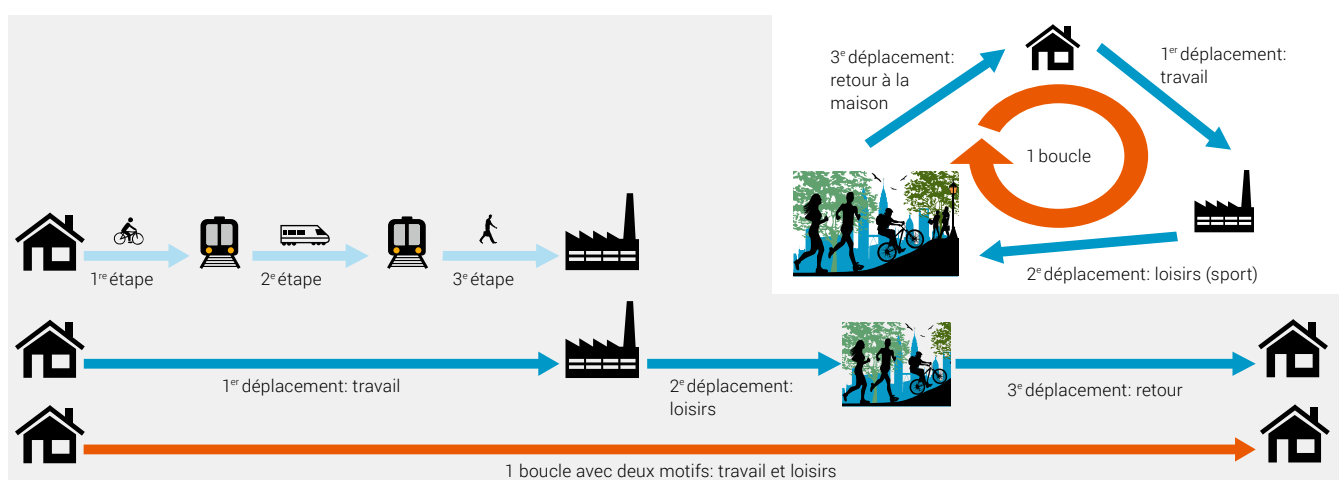 3e déplacement:
retour à la
maison
1er déplacement:
travail
1 boucle
2e déplacement: loisirs (sport)
1re étape
2e étape
3e étape
1er déplacement: travail
2e déplacement:
loisirs
3e déplacement: retour
1 boucle avec deux motifs: travail et loisirs